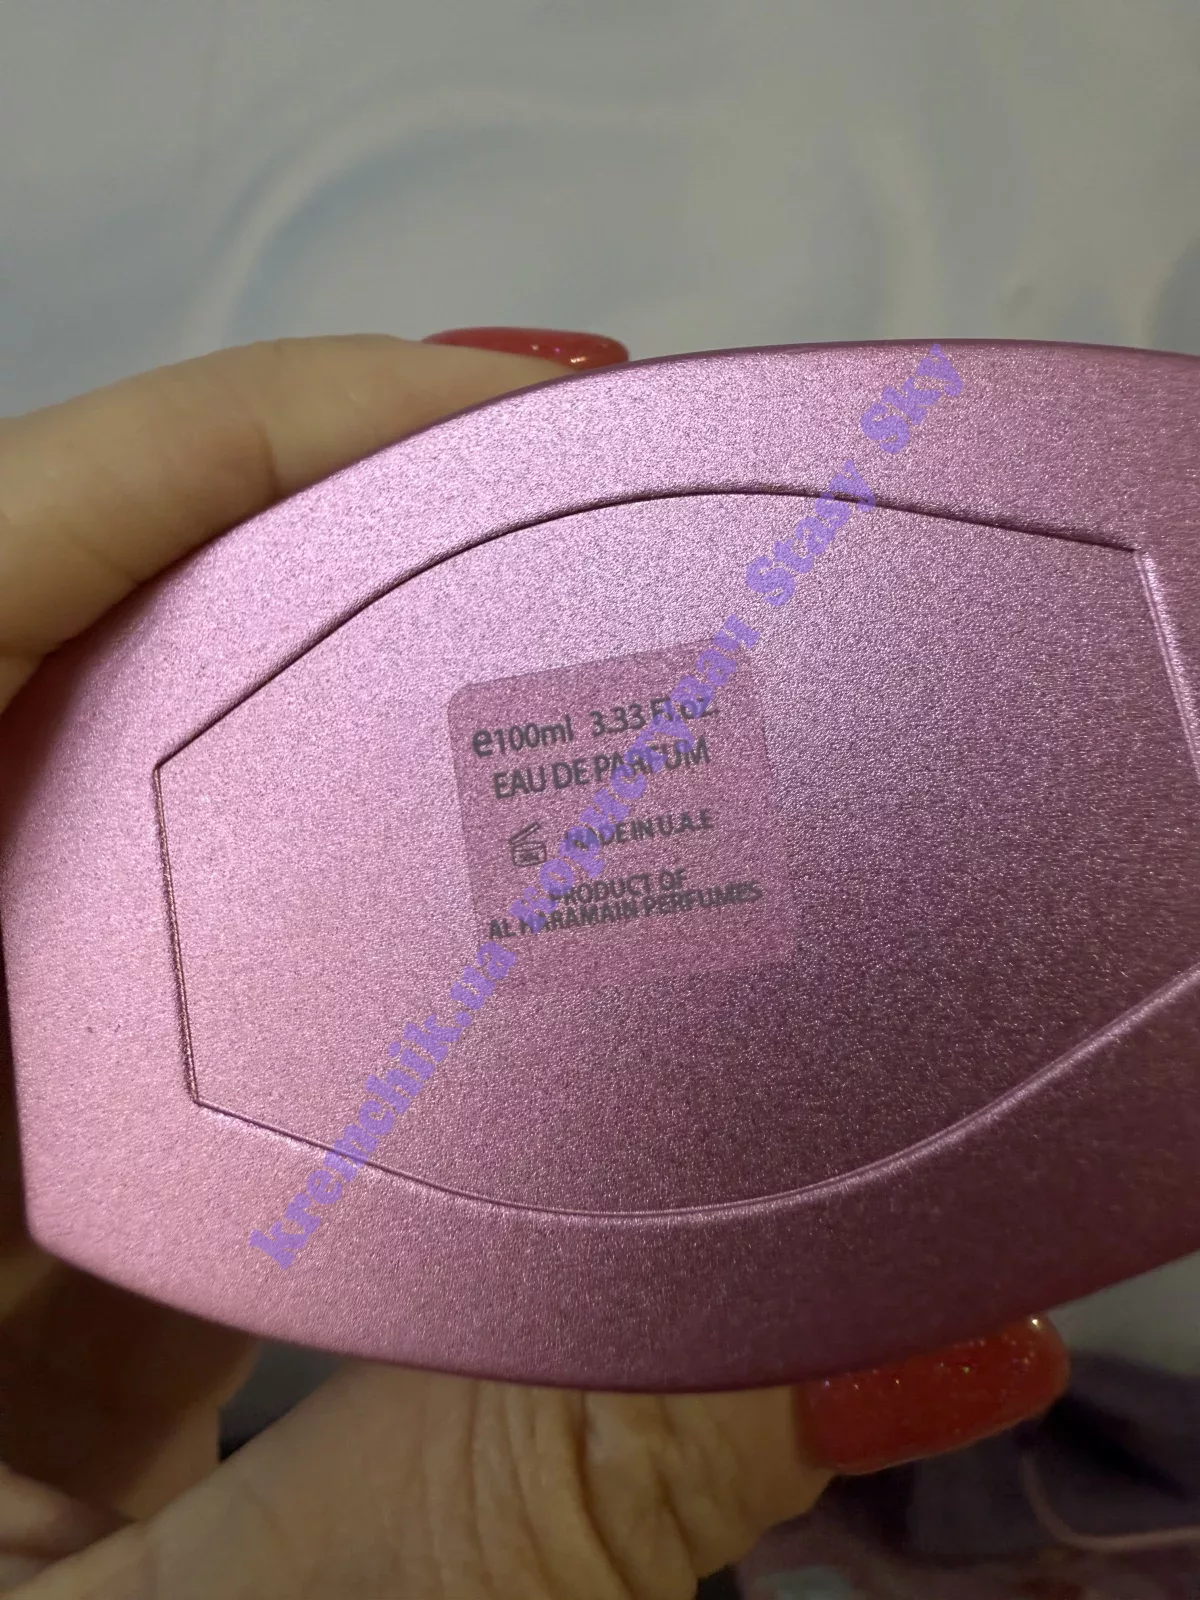 e100ml 3.33 Fl.oz.
EAU DE PARFUM
MADE IN U.A.E
PRODUCT OF
AL HARAMAIN PERFUMES
kremchik.ua Користувач Stasy Sky